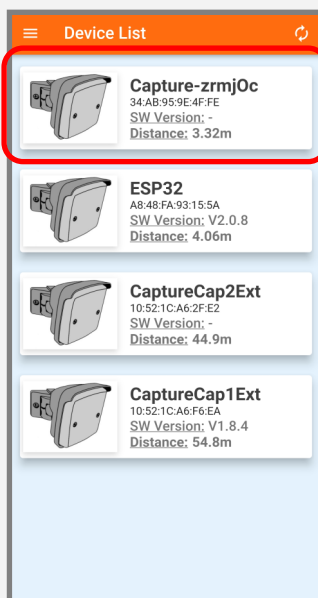 Device List
Capture-zrmjOc
34:AB:95:9E:4F:FE
SW Version: -
Distance: 3.32m
ESP32
A8:48:FA:93:15:5A
SW Version: V2.0.8
Distance: 4.06m
CaptureCap2Ext
10:52:1C:A6:2F:E2
SW Version: -
Distance: 44.9m
CaptureCap1Ext
10:52:1C:A6:F6:EA
SW Version: V1.8.4
Distance: 54.8m